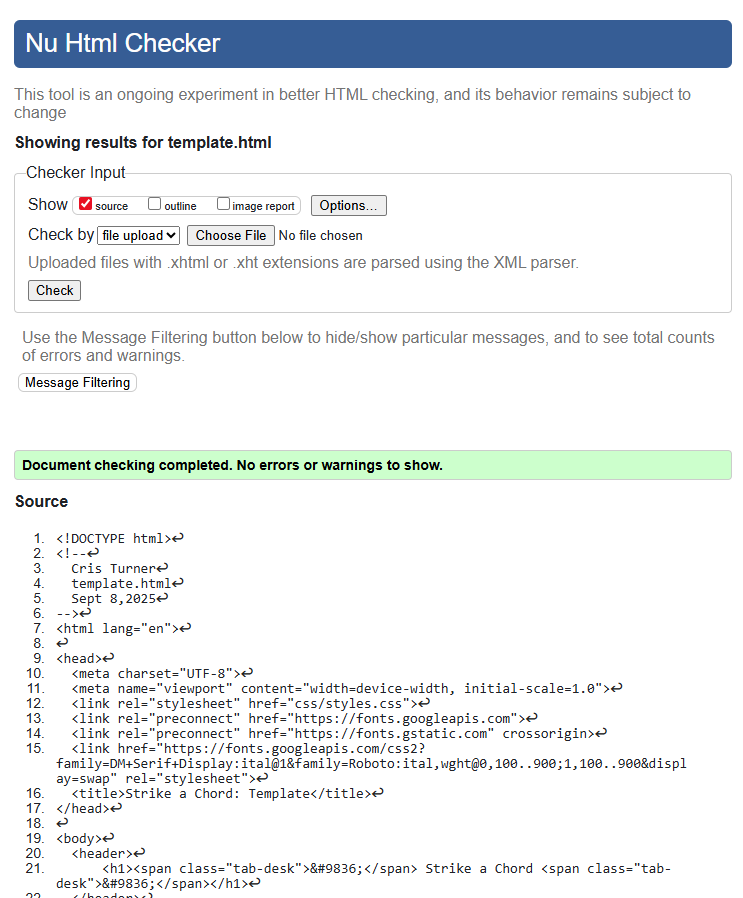 Nu Html Checker
This tool is an ongoing experiment in better HTML checking, and its behavior remains subject to
change
Showing results for template.html
Checker Input
Show source outline image report Options...
Check by file upload Choose File No file chosen
Uploaded files with .xhtml or .xht extensions are parsed using the XML parser.
Check
Use the Message Filtering button below to hide/show particular messages, and to see total counts
of errors and warnings.
Message Filtering
Document checking completed. No errors or warnings to show.
Source
1. <!DOCTYPE html>↩
2. <!--↩
3.   Cris Turner↩
4.   template.html↩
5.   Sept 8,2025↩
6. -->↩
7. <html lang="en">↩
8. ↩
9. <head>↩
10.   <meta charset="UTF-8">↩
11.   <meta name="viewport" content="width=device-width, initial-scale=1.0">↩
12.   <link rel="stylesheet" href="css/styles.css">↩
13.   <link rel="preconnect" href="https://fonts.googleapis.com">↩
14.   <link rel="preconnect" href="https://fonts.gstatic.com" crossorigin>↩
15.   <link href="https://fonts.googleapis.com/css2?
family=DM+Serif+Display:ital@1&family=Roboto:ital,wght@0,100..900;1,100..900&displ
ay=swap" rel="stylesheet">↩
16.   <title>Strike a Chord: Template</title>↩
17. </head>↩
18. ↩
19. <body>↩
20.   <header>↩
21.       <h1><span class="tab-desk">&#9836;</span> Strike a Chord <span class="tab-
desk">&#9836;</span></h1>↩
22.   </header>↩